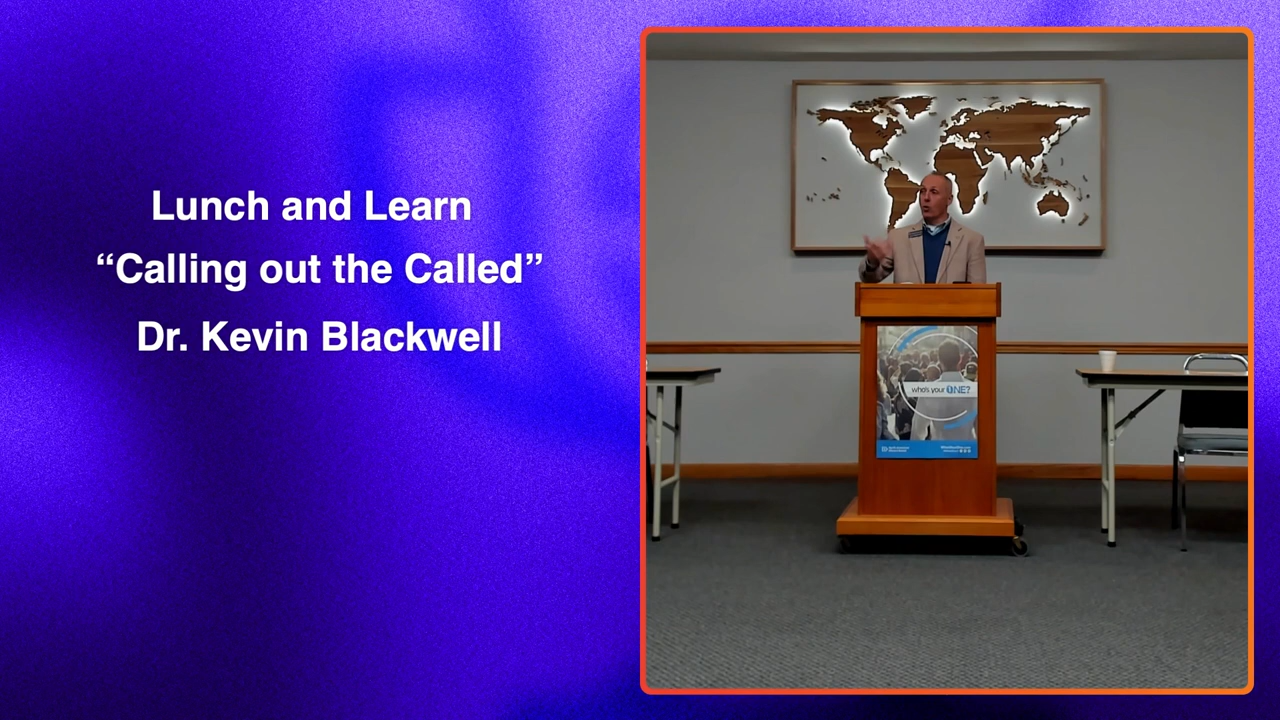 Lunch and Learn
“Calling out the Called”
Dr. Kevin Blackwell
who's your ONE?